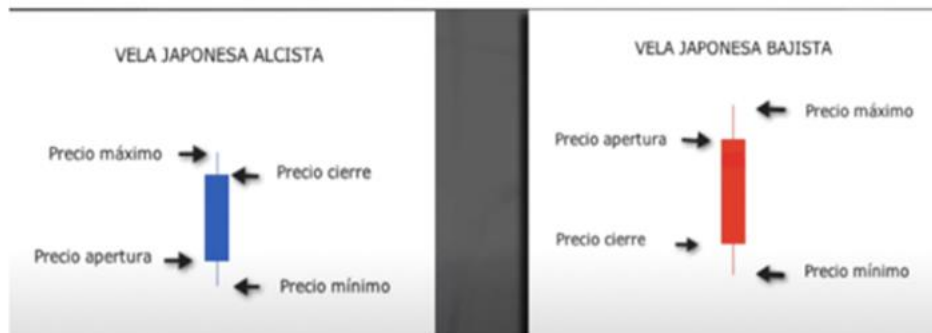 VELA JAPONESA ALCISTA
Precio máximo
Precio cierre
Precio apertura
Precio mínimo
VELA JAPONESA BAJISTA
Precio máximo
Precio apertura
Precio cierre
Precio mínimo